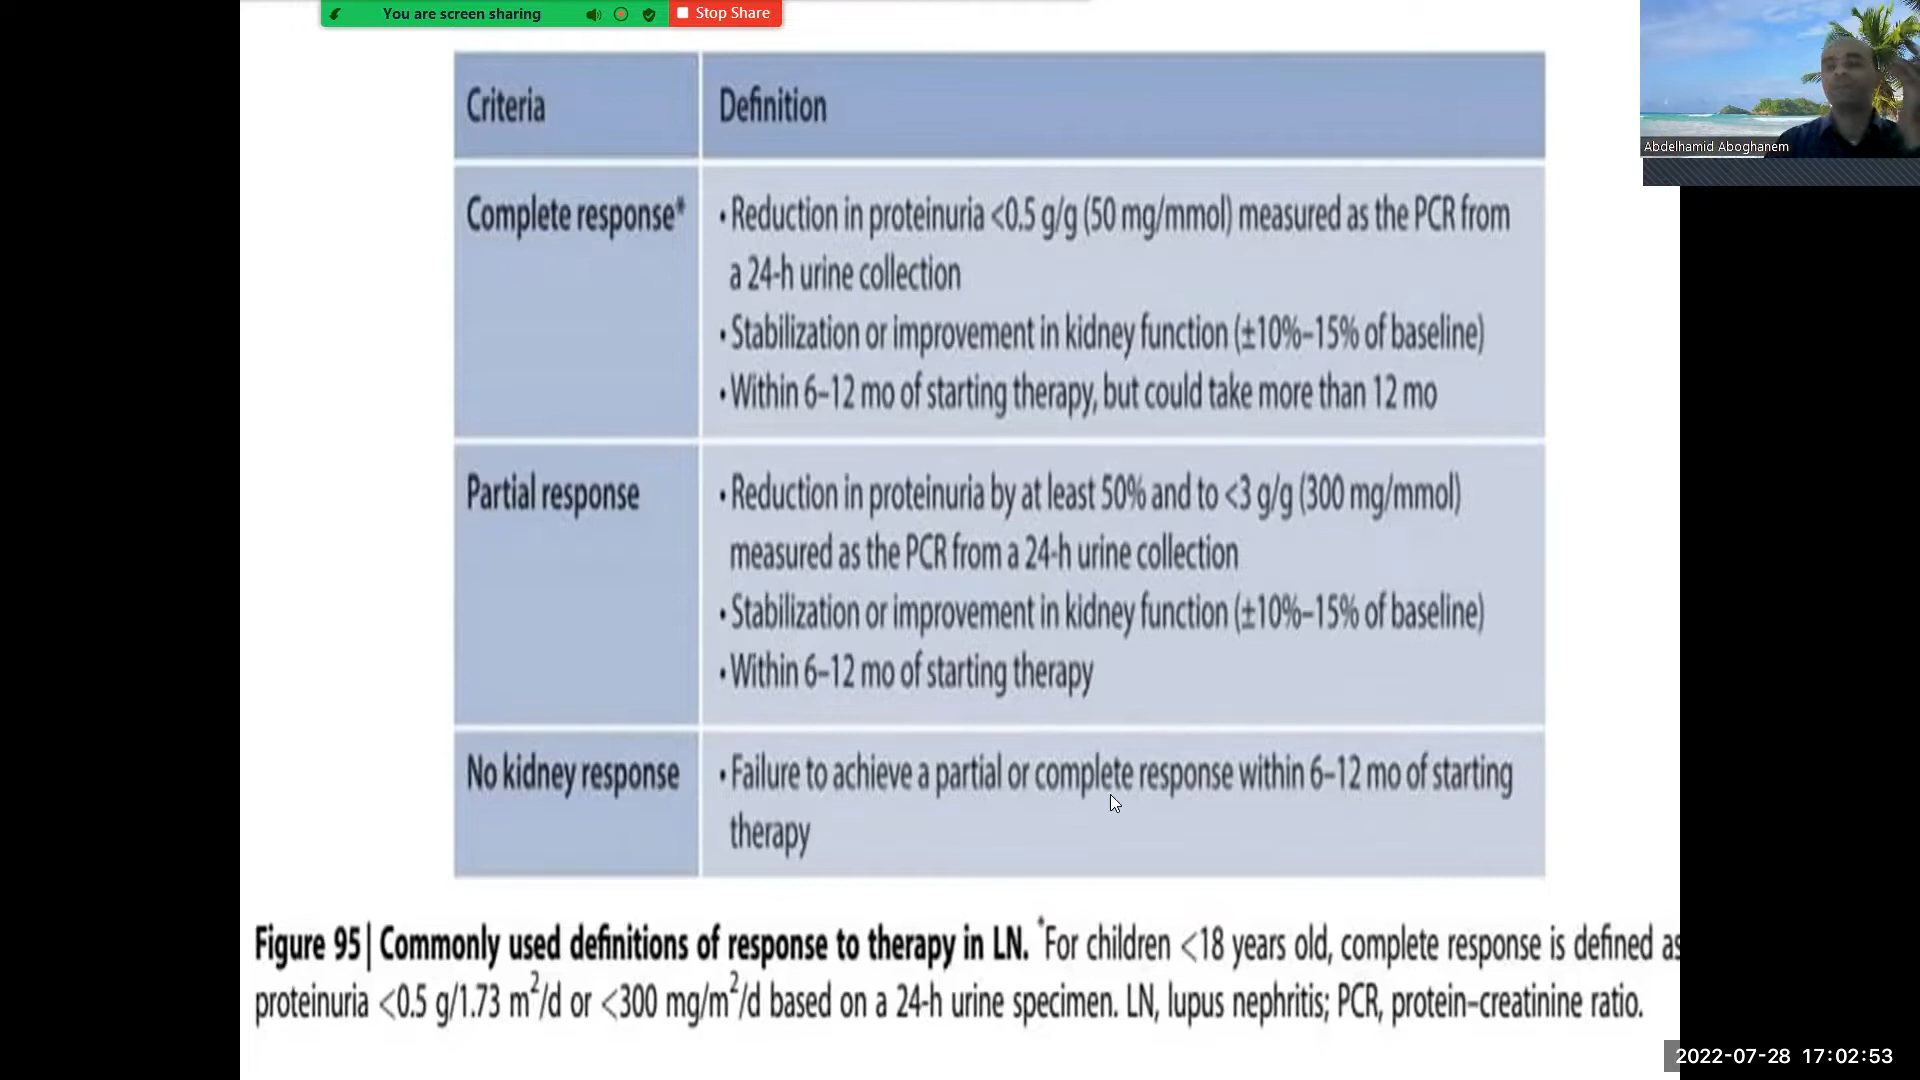 You are screen sharing
Stop Share
Abdelhamid Aboghanem
Criteria
Definition
Complete response*
• Reduction in proteinuria <0.5 g/g (50 mg/mmol) measured as the PCR from
a 24-h urine collection
• Stabilization or improvement in kidney function (±10%–15% of baseline)
• Within 6–12 mo of starting therapy, but could take more than 12 mo
Partial response
• Reduction in proteinuria by at least 50% and to <3 g/g (300 mg/mmol)
measured as the PCR from a 24-h urine collection
• Stabilization or improvement in kidney function (±10%–15% of baseline)
• Within 6–12 mo of starting therapy
No kidney response
• Failure to achieve a partial or complete response within 6–12 mo of starting
therapy
Figure 95| Commonly used definitions of response to therapy in LN. *For children <18 years old, complete response is defined as
proteinuria <0.5 g/1.73 m²/d or <300 mg/m²/d based on a 24-h urine specimen. LN, lupus nephritis; PCR, protein–creatinine ratio.
2022-07-28 17:02:53